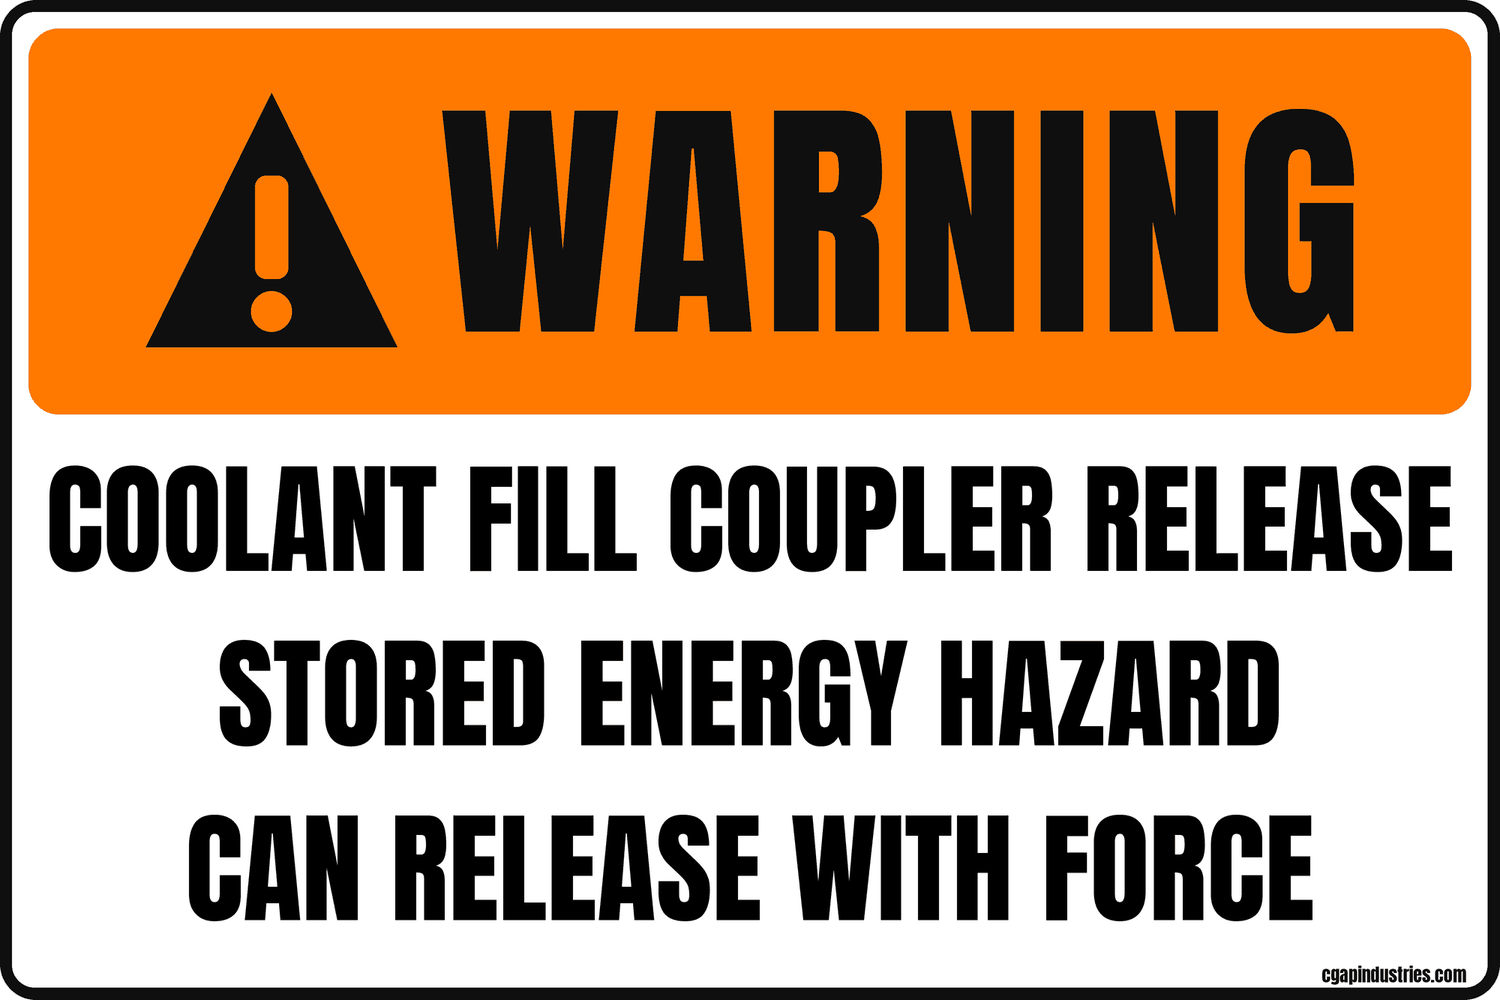 WARNING
COOLANT FILL COUPLER RELEASE
STORED ENERGY HAZARD
CAN RELEASE WITH FORCE
cgapindustries.com